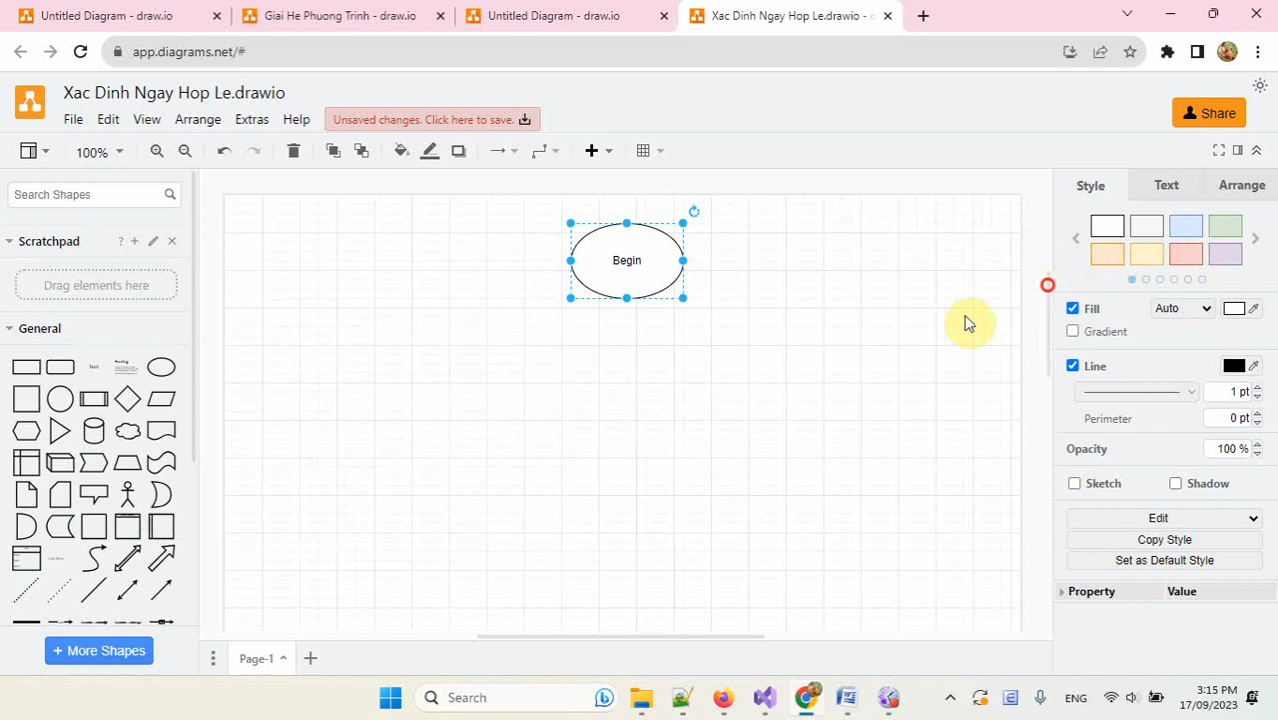 Untitled Diagram - draw.io
Giai He Phuong Trinh - draw.io
Untitled Diagram - draw.io
Xac Dinh Ngay Hop Le.drawio -
app.diagrams.net/#
Xac Dinh Ngay Hop Le.drawio
File Edit View Arrange Extras Help
Unsaved changes. Click here to save.
Share
100%
Search Shapes
Style Text Arrange
Scratchpad ?
Drag elements here
General
Text
Heading
Begin
Fill Auto
Gradient
Line
1 pt
Perimeter 0 pt
Opacity 100 %
Sketch Shadow
Edit
Copy Style
Set as Default Style
Property Value
+ More Shapes
Page-1
Search
ENG
3:15 PM
17/09/2023